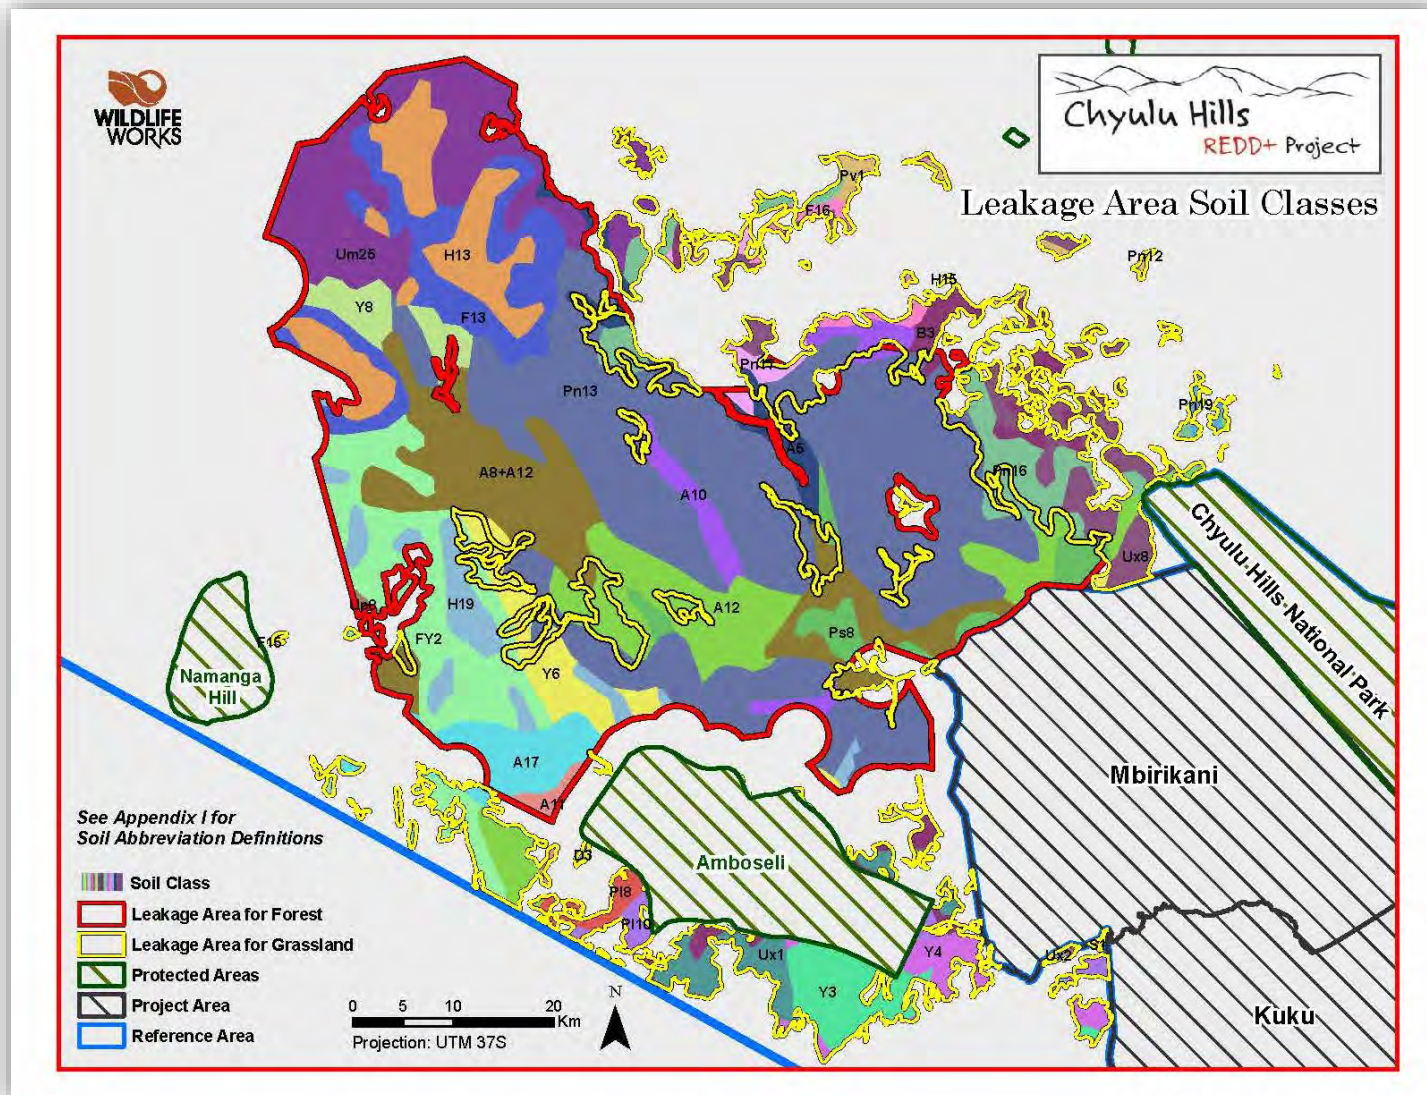 WILDLIFE
WORKS
Chyulu Hills
REDD+ Project
Leakage Area Soil Classes
Pv1
F16
Um25
H13
Pn12
H15
Y8
F13
B3
Pn13
Pn19
A5
A8+A12
Pn16
A10
Chyulu Hills National Park
Ux8
H19
A12
F15
FY2
Ps8
Namanga
Hill
Y6
A17
Mbirikani
A11
See Appendix I for
Soil Abbreviation Definitions
D3
Amboseli
Soil Class
Pl8
Leakage Area for Forest
Pl10
Leakage Area for Grassland
Ux1
Y4
Ux2
S1
Protected Areas
Y3
Project Area
Kuku
Reference Area
0 5 10 20
Km
Projection: UTM 37S
N